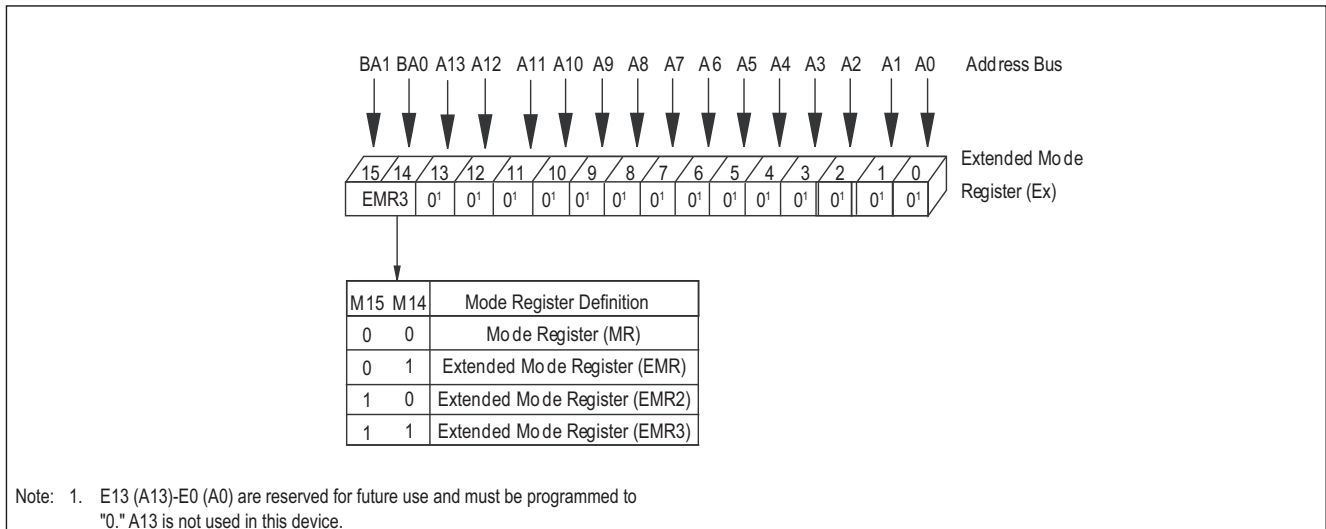 BA1 BA0 A13 A12 A11 A10 A9 A8 A7 A6 A5 A4 A3 A2 A1 A0 Address Bus
15 14 13 12 11 10 9 8 7 6 5 4 3 2 1 0 Extended Mode
EMR3 0¹ 0¹ 0¹ 0¹ 0¹ 0¹ 0¹ 0¹ 0¹ 0¹ 0¹ 0¹ 0¹ 0¹ Register (Ex)
M15 M14 Mode Register Definition
0 0 Mode Register (MR)
0 1 Extended Mode Register (EMR)
1 0 Extended Mode Register (EMR2)
1 1 Extended Mode Register (EMR3)
Note: 1. E13 (A13)-E0 (A0) are reserved for future use and must be programmed to
"0." A13 is not used in this device.